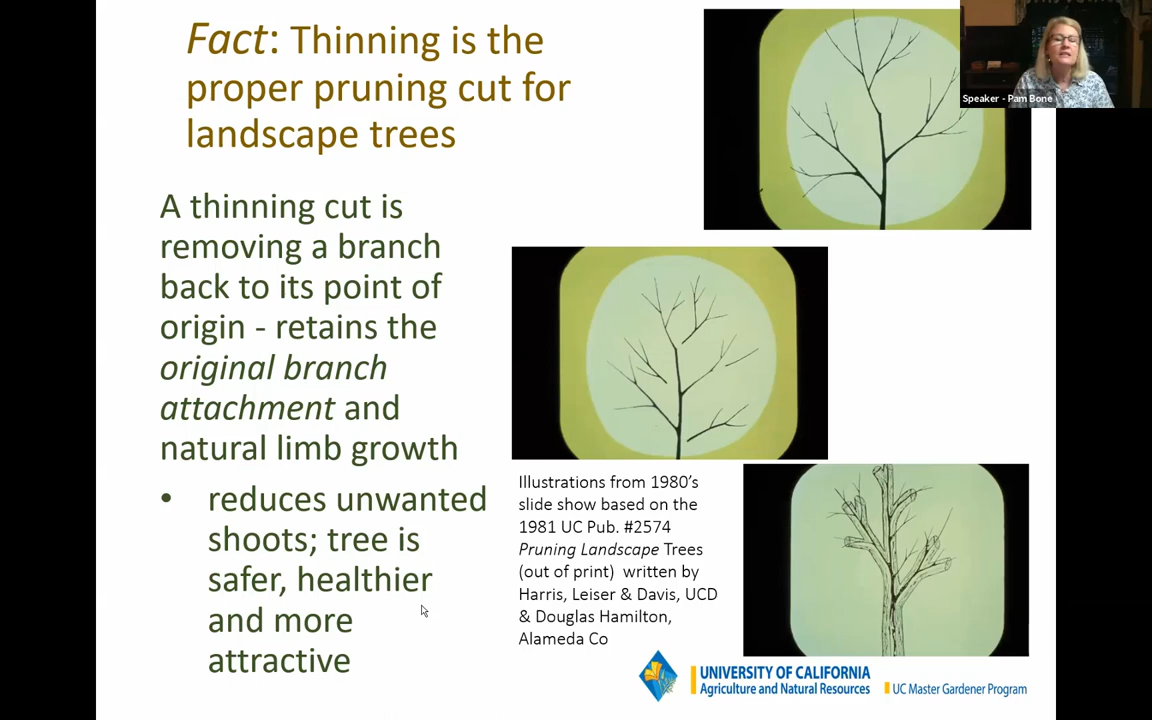 Fact: Thinning is the
proper pruning cut for
landscape trees
Speaker - Pam Bone
A thinning cut is
removing a branch
back to its point of
origin - retains the
original branch
attachment and
natural limb growth
• reduces unwanted
shoots; tree is
safer, healthier
and more
attractive
Illustrations from 1980's
slide show based on the
1981 UC Pub. #2574
Pruning Landscape Trees
(out of print) written by
Harris, Leiser & Davis, UCD
& Douglas Hamilton,
Alameda Co
UNIVERSITY OF CALIFORNIA
Agriculture and Natural Resources
UC Master Gardener Program